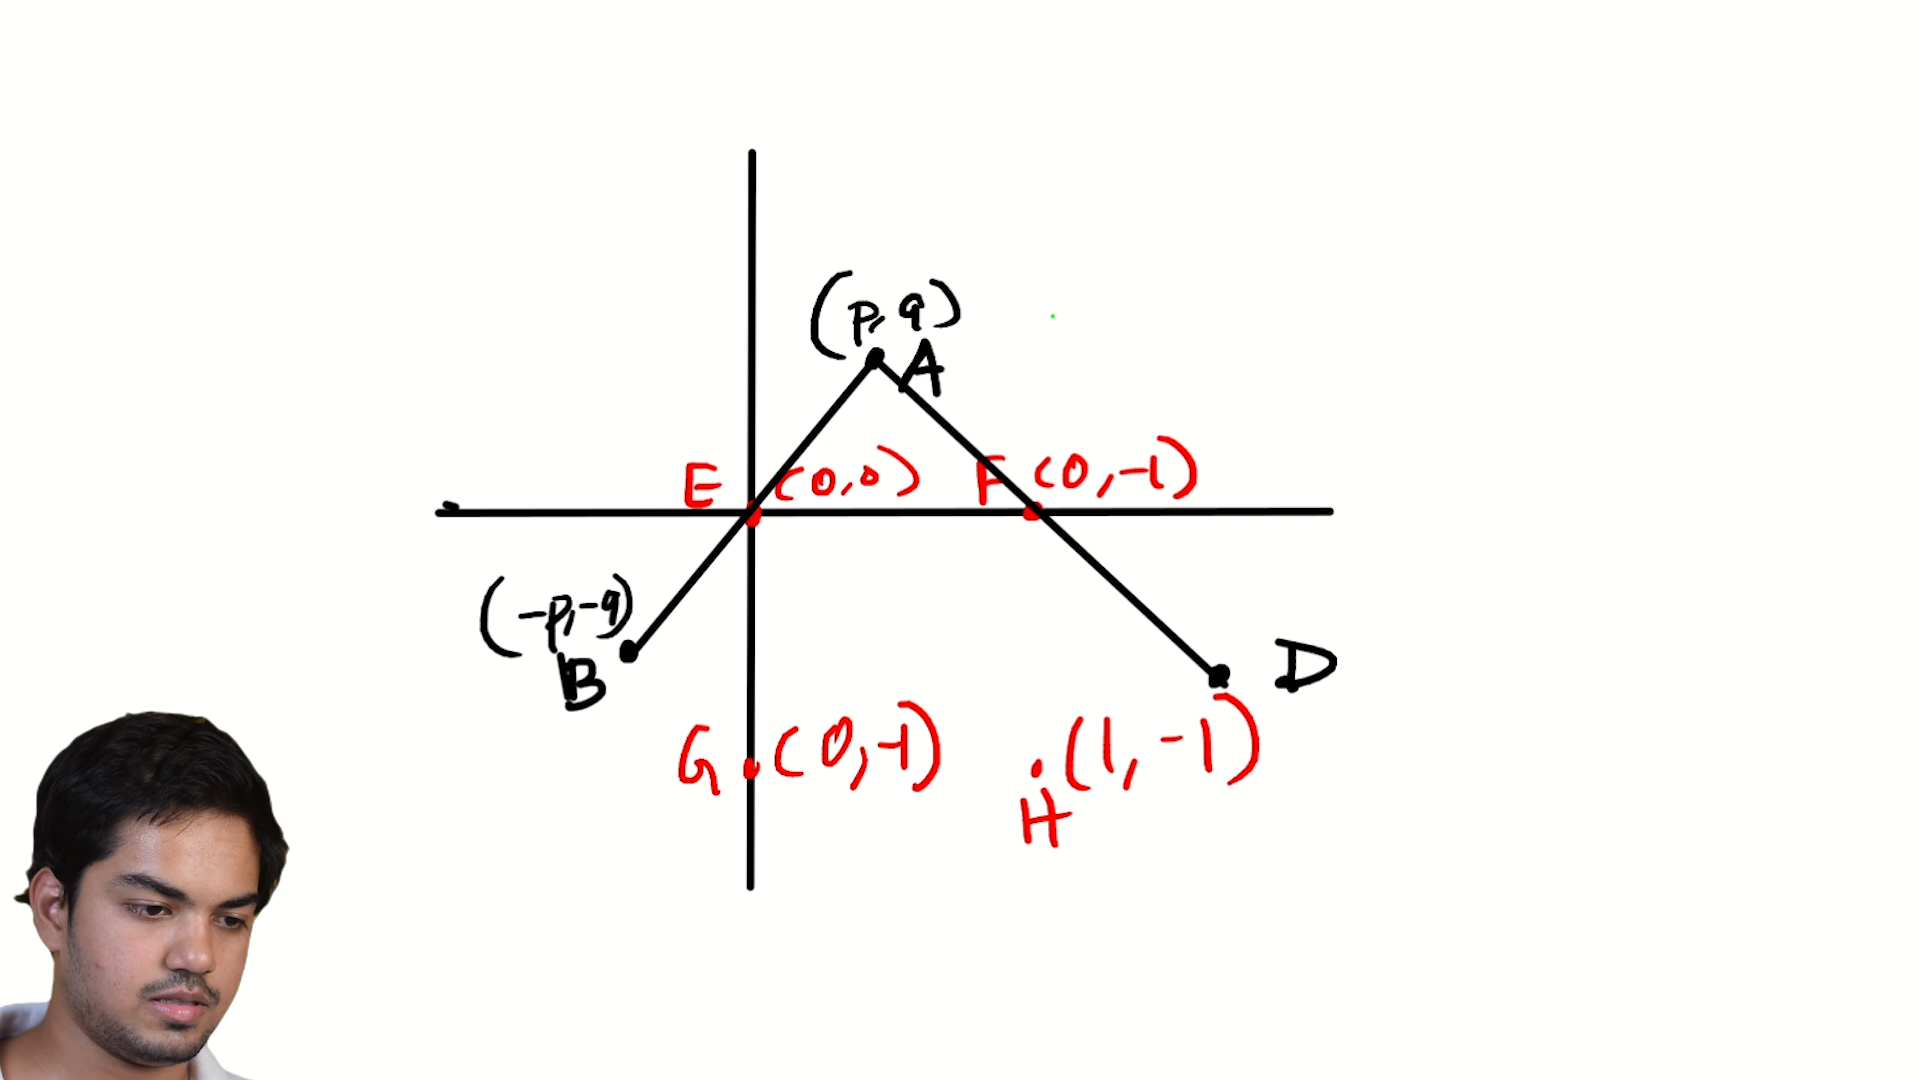 (p, q)
A
E (0,0) F (0,-1)
(-p,-q)
B
D
G (0,-1) (1,-1)
H